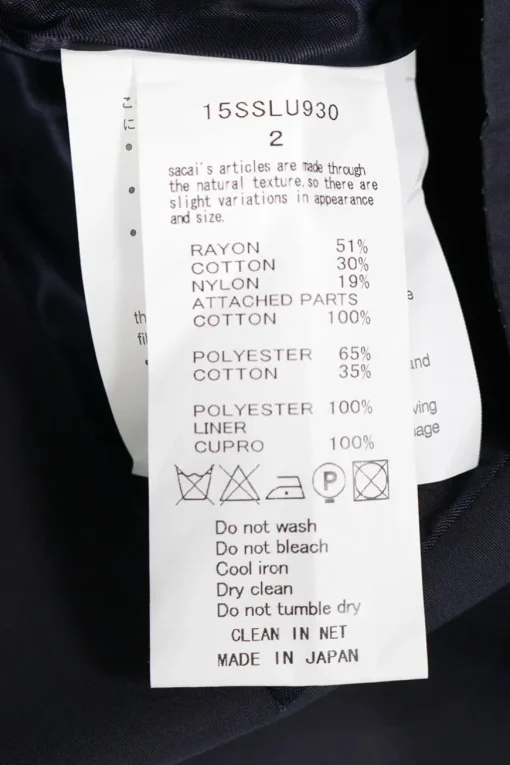 15SSLU930
2
sacai's articles are made through
the natural texture, so there are
slight variations in appearance
and size.
RAYON 51%
COTTON 30%
NYLON 19%
ATTACHED PARTS
COTTON 100%
POLYESTER 65%
COTTON 35%
POLYESTER 100%
LINER
CUPRO 100%
P
Do not wash
Do not bleach
Cool iron
Dry clean
Do not tumble dry
CLEAN IN NET
MADE IN JAPAN
こ
に